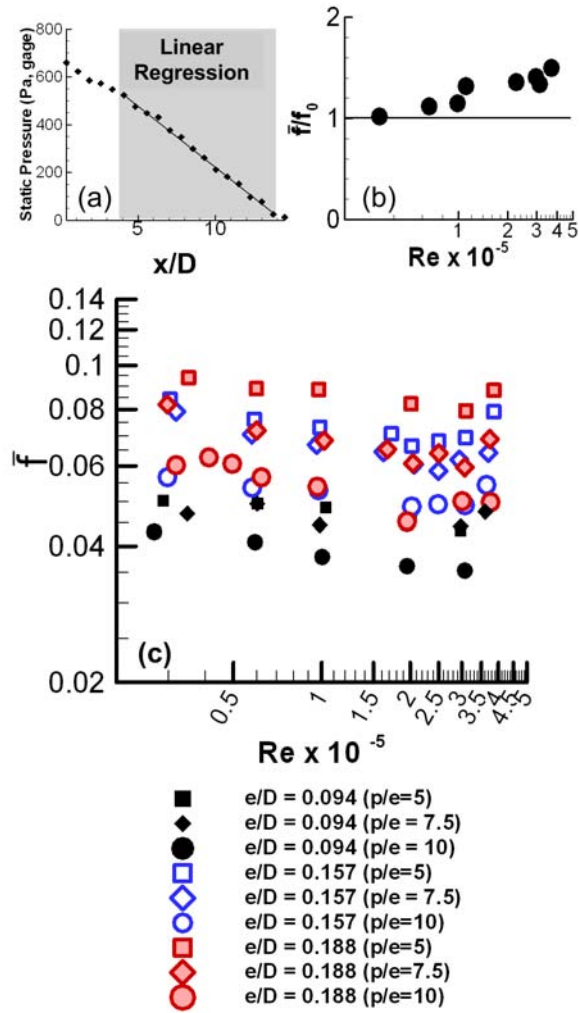 800
600
400
200
0
Static Pressure (Pa, gage)
Linear
Regression
(a)
5
10
x/D
2
1
0
f̄/f₀
(b)
1
2
3
4
5
Re x 10⁻⁵
0.14
0.12
0.1
0.08
0.06
0.04
0.02
f̄
(c)
0.5
1
1.5
2
2.5
3
3.5
4
4.5
5
Re x 10⁻⁵
e/D = 0.094 (p/e=5)
e/D = 0.094 (p/e = 7.5)
e/D = 0.094 (p/e = 10)
e/D = 0.157 (p/e=5)
e/D = 0.157 (p/e = 7.5)
e/D = 0.157 (p/e=10)
e/D = 0.188 (p/e=5)
e/D = 0.188 (p/e=7.5)
e/D = 0.188 (p/e=10)